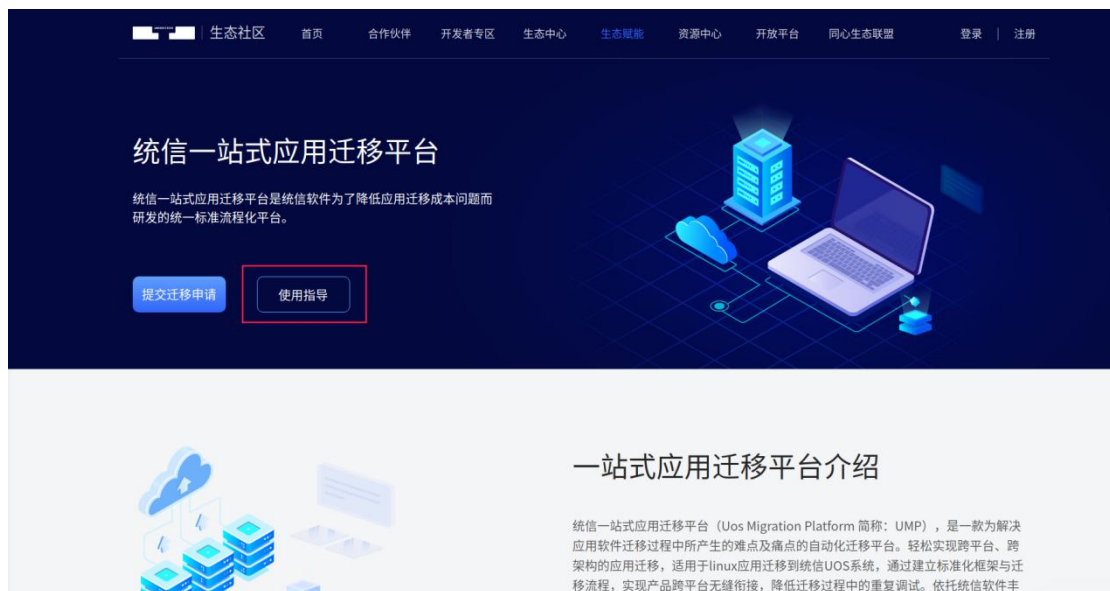 生态社区
首页
合作伙伴
开发者专区
生态中心
生态赋能
资源中心
开放平台
同心生态联盟
登录 | 注册
统信一站式应用迁移平台
统信一站式应用迁移平台是统信软件为了降低应用迁移成本问题而
研发的统一标准流程化平台。
提交迁移申请
使用指导
一站式应用迁移平台介绍
统信一站式应用迁移平台（Uos Migration Platform 简称：UMP），是一款为解决
应用软件迁移过程中所产生的难点及痛点的自动化迁移平台。轻松实现跨平台、跨
架构的应用迁移，适用于linux应用迁移到统信UOS系统，通过建立标准化框架与迁
移流程，实现产品跨平台无缝衔接，降低迁移过程中的重复调试。依托统信软件丰